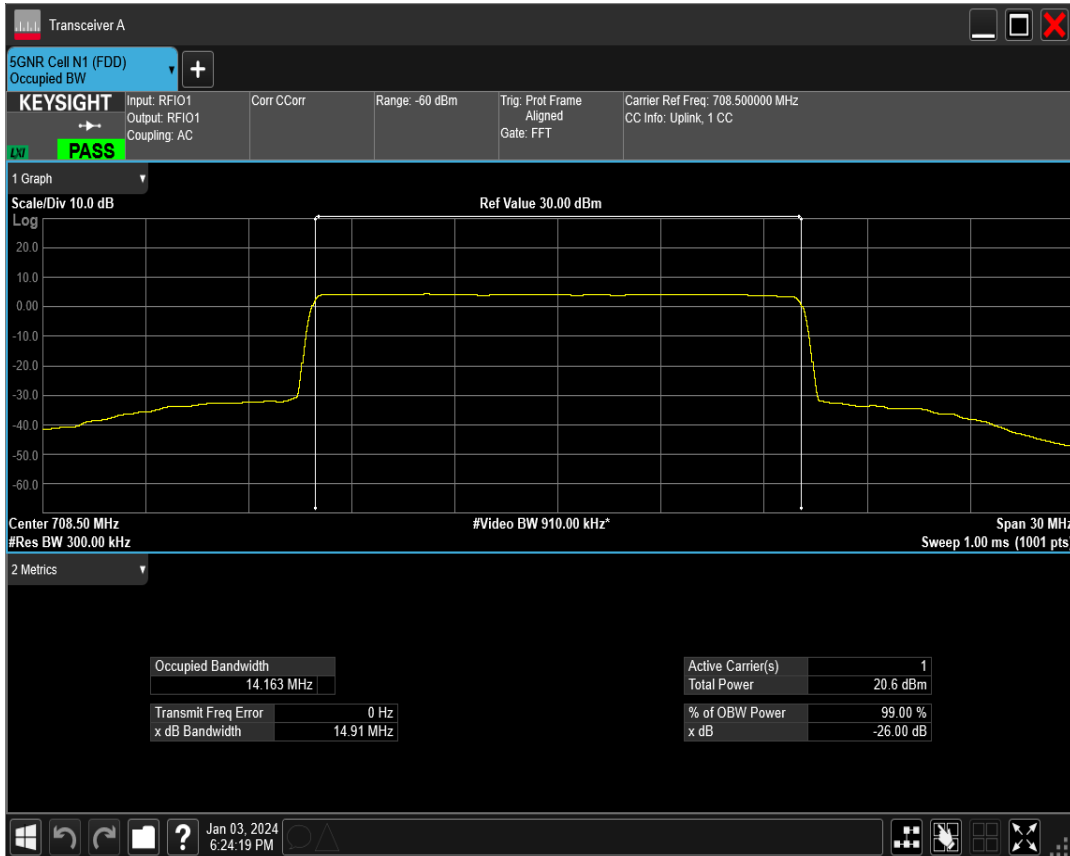 Transceiver A
5GNR Cell N1 (FDD)
Occupied BW
+
KEYSIGHT
LXI
PASS
Input: RFIO1
Output: RFIO1
Coupling: AC
Corr CCorr
Range: -60 dBm
Trig: Prot Frame
Aligned
Gate: FFT
Carrier Ref Freq: 708.500000 MHz
CC Info: Uplink, 1 CC
1 Graph
Scale/Div 10.0 dB
Ref Value 30.00 dBm
Log
20.0
10.0
0.00
-10.0
-20.0
-30.0
-40.0
-50.0
-60.0
Center 708.50 MHz
#Video BW 910.00 kHz*
Span 30 MHz
#Res BW 300.00 kHz
Sweep 1.00 ms (1001 pts)
2 Metrics
Occupied Bandwidth
14.163 MHz
Transmit Freq Error 0 Hz
x dB Bandwidth 14.91 MHz
Active Carrier(s) 1
Total Power 20.6 dBm
% of OBW Power 99.00 %
x dB -26.00 dB
?
Jan 03, 2024
6:24:19 PM